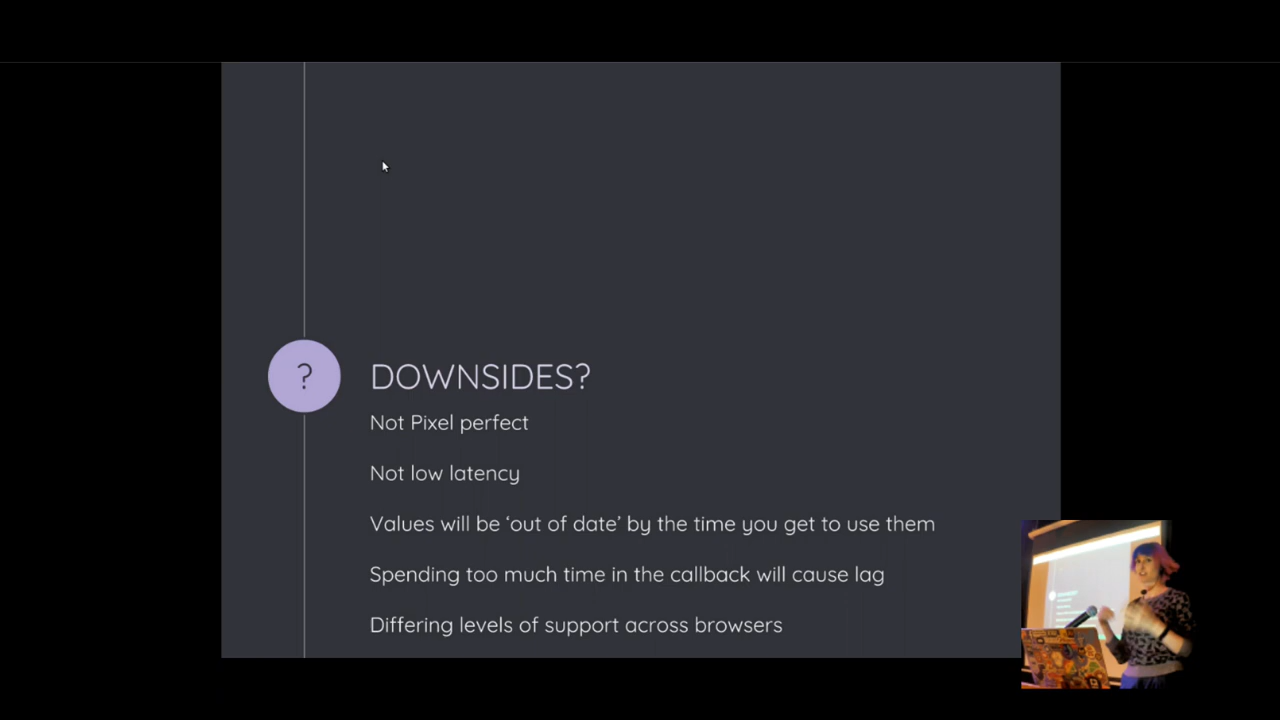 ?
DOWNSIDES?
Not Pixel perfect
Not low latency
Values will be ‘out of date’ by the time you get to use them
Spending too much time in the callback will cause lag
Differing levels of support across browsers